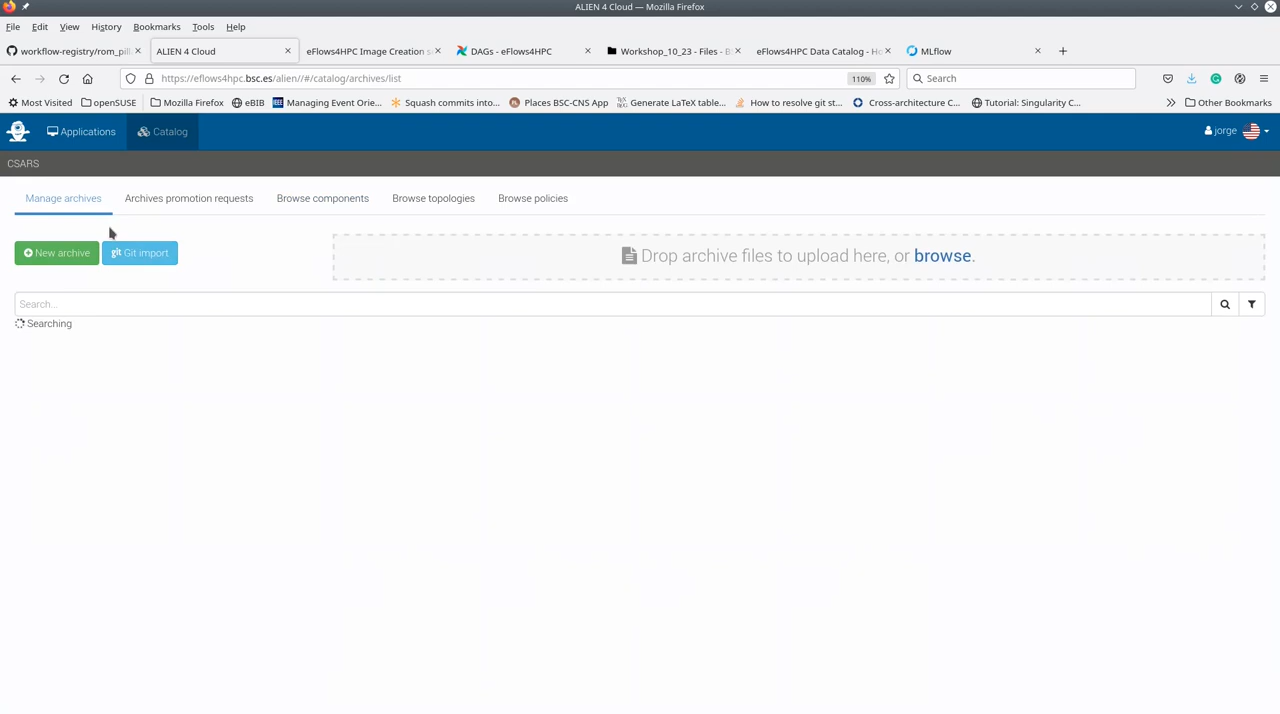 ALIEN 4 Cloud — Mozilla Firefox
File Edit View History Bookmarks Tools Help
workflow-registry/rom_pil ALIEN 4 Cloud eFlows4HPC Image Creation s DAGs - eFlows4HPC Workshop_10_23 - Files - B eFlows4HPC Data Catalog - Ho MLflow
https://eflows4hpc.bsc.es/alien//#/catalog/archives/list 110% Search
Most Visited openSUSE Mozilla Firefox eBIB Managing Event Orie... Squash commits into... Places BSC-CNS App Generate LaTeX table... How to resolve git st... Cross-architecture C... Tutorial: Singularity C... Other Bookmarks
Applications Catalog jorge
CSARS
Manage archives Archives promotion requests Browse components Browse topologies Browse policies
New archive git Git import Drop archive files to upload here, or browse.
Search...
Searching